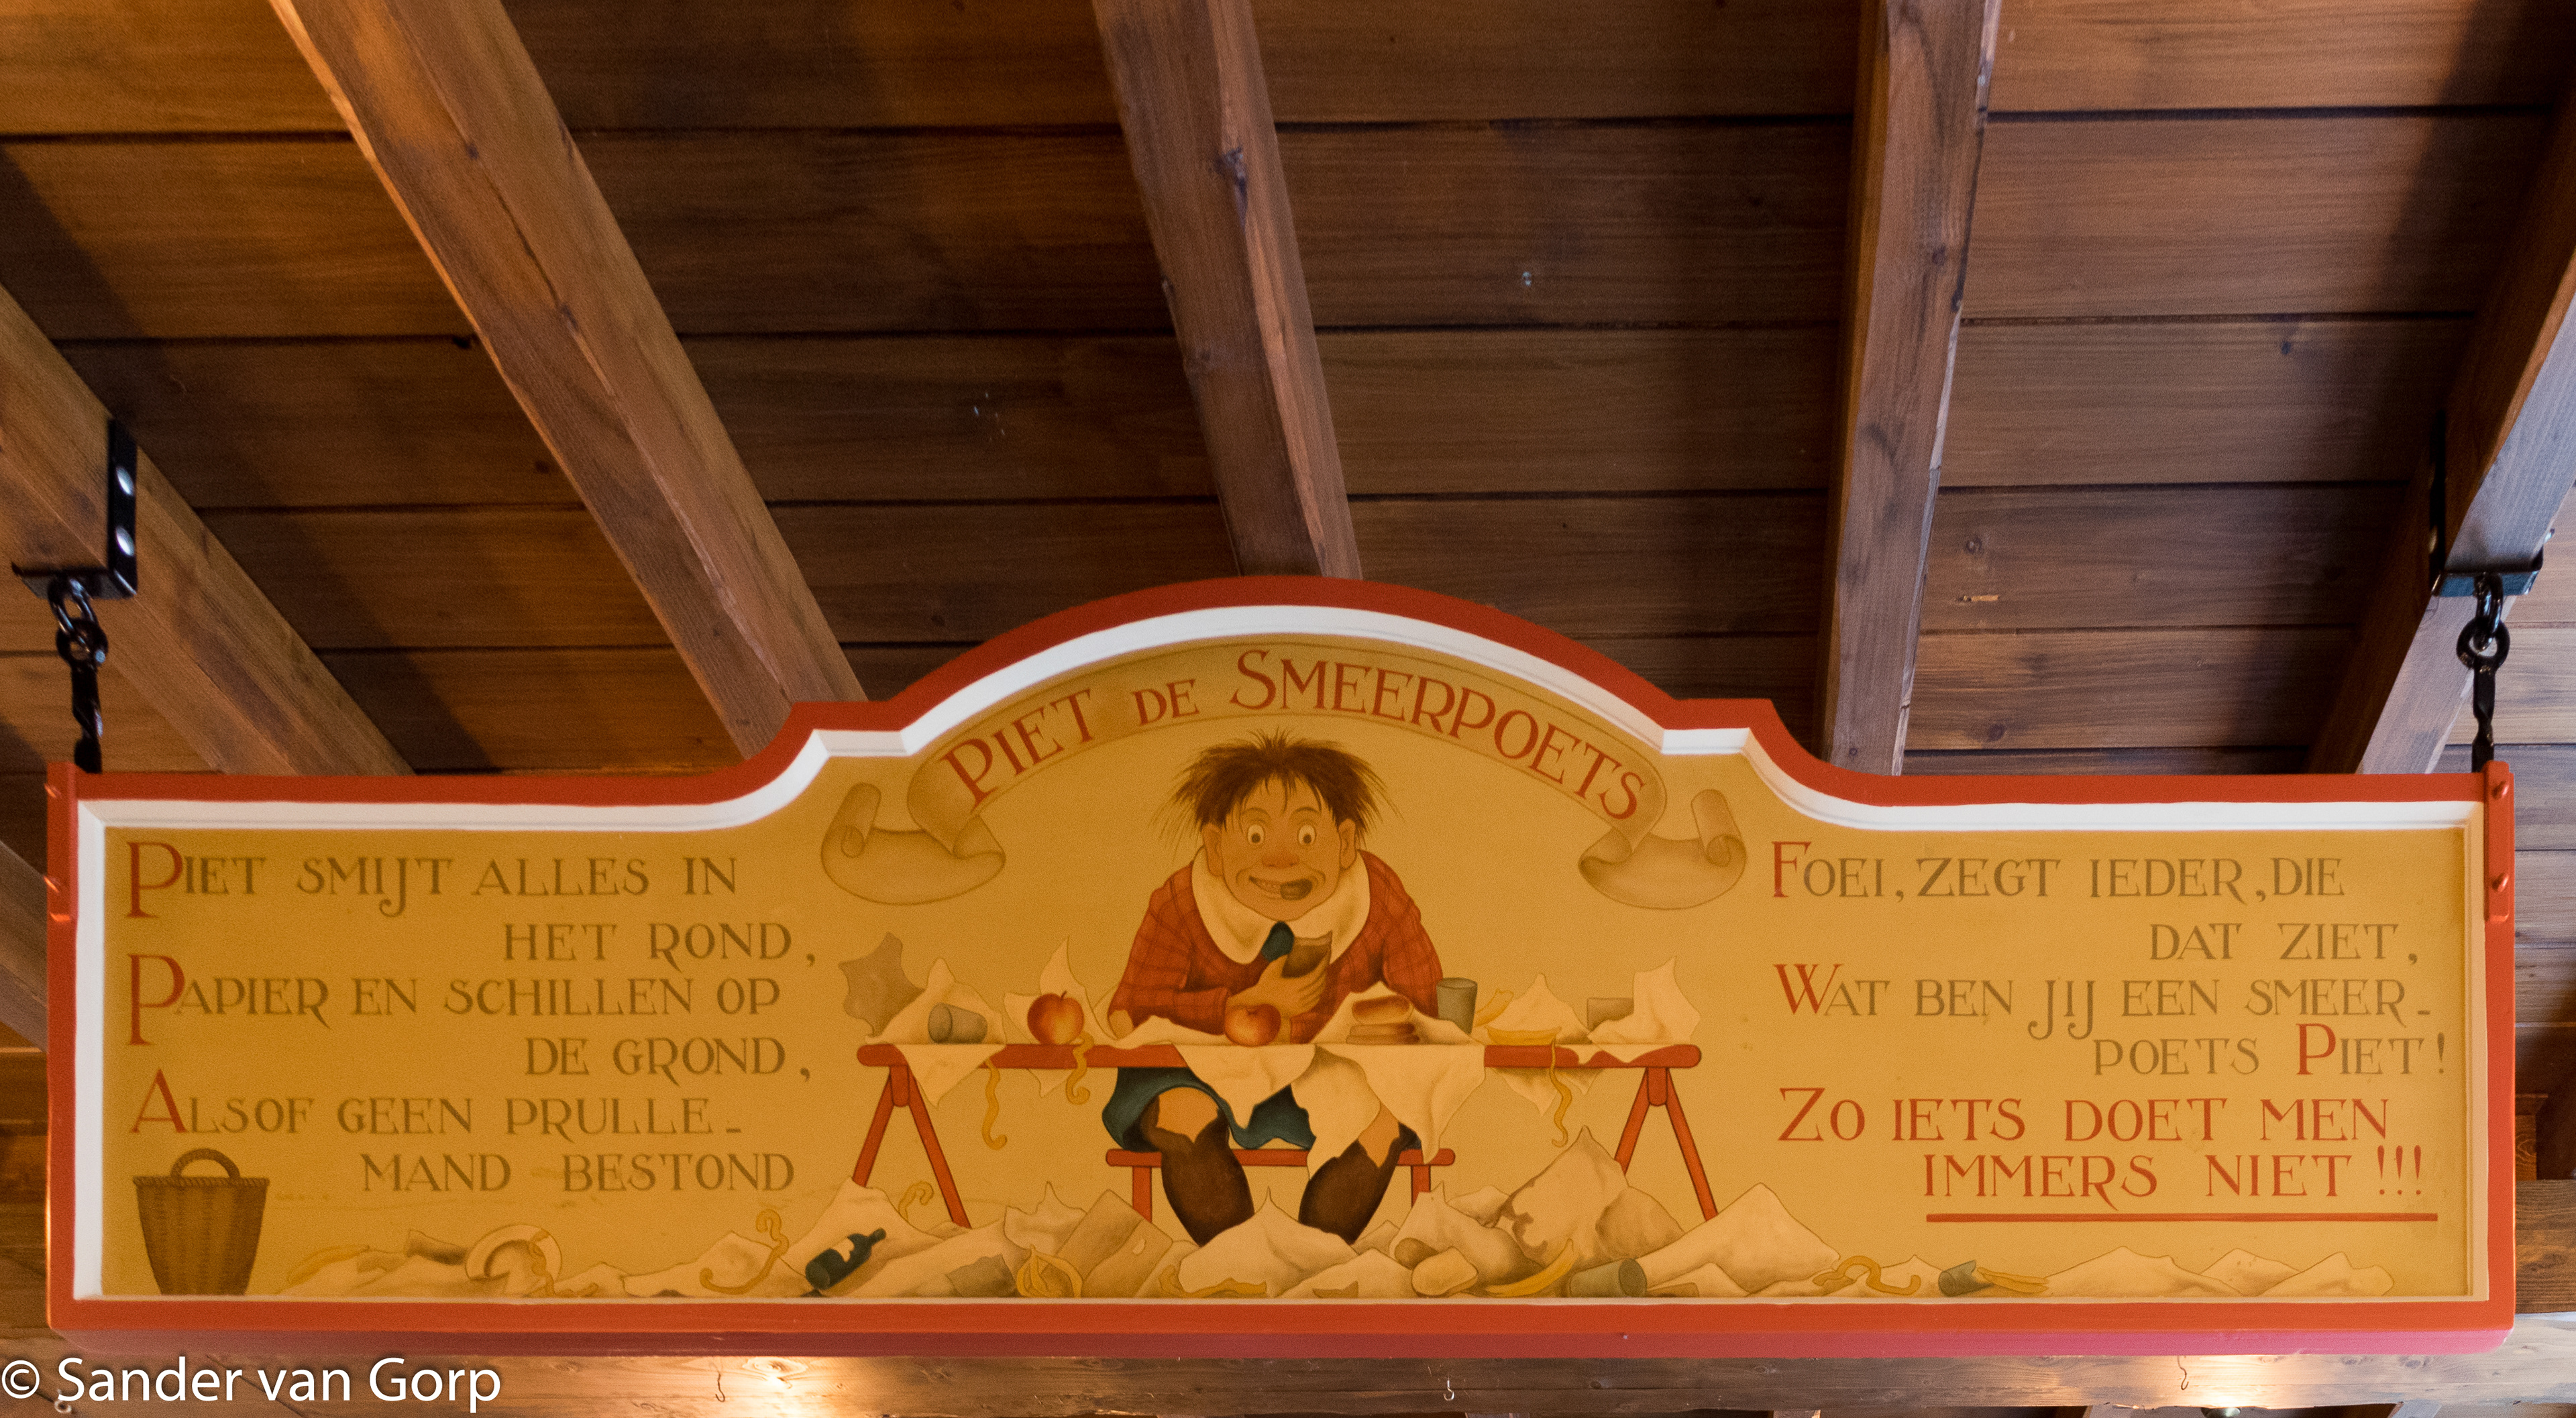 PIET DE SMEERPOETS
PIET SMIJT ALLES IN
HET ROND,
PAPIER EN SCHILLEN OP
DE GROND,
ALSOF GEEN PRULLE-
MAND BESTOND
FOEI, ZEGT IEDER, DIE
DAT ZIET,
WAT BEN JIJ EEN SMEER-
POETS PIET!
ZO IETS DOET MEN
IMMERS NIET!!!
© Sander van Gorp